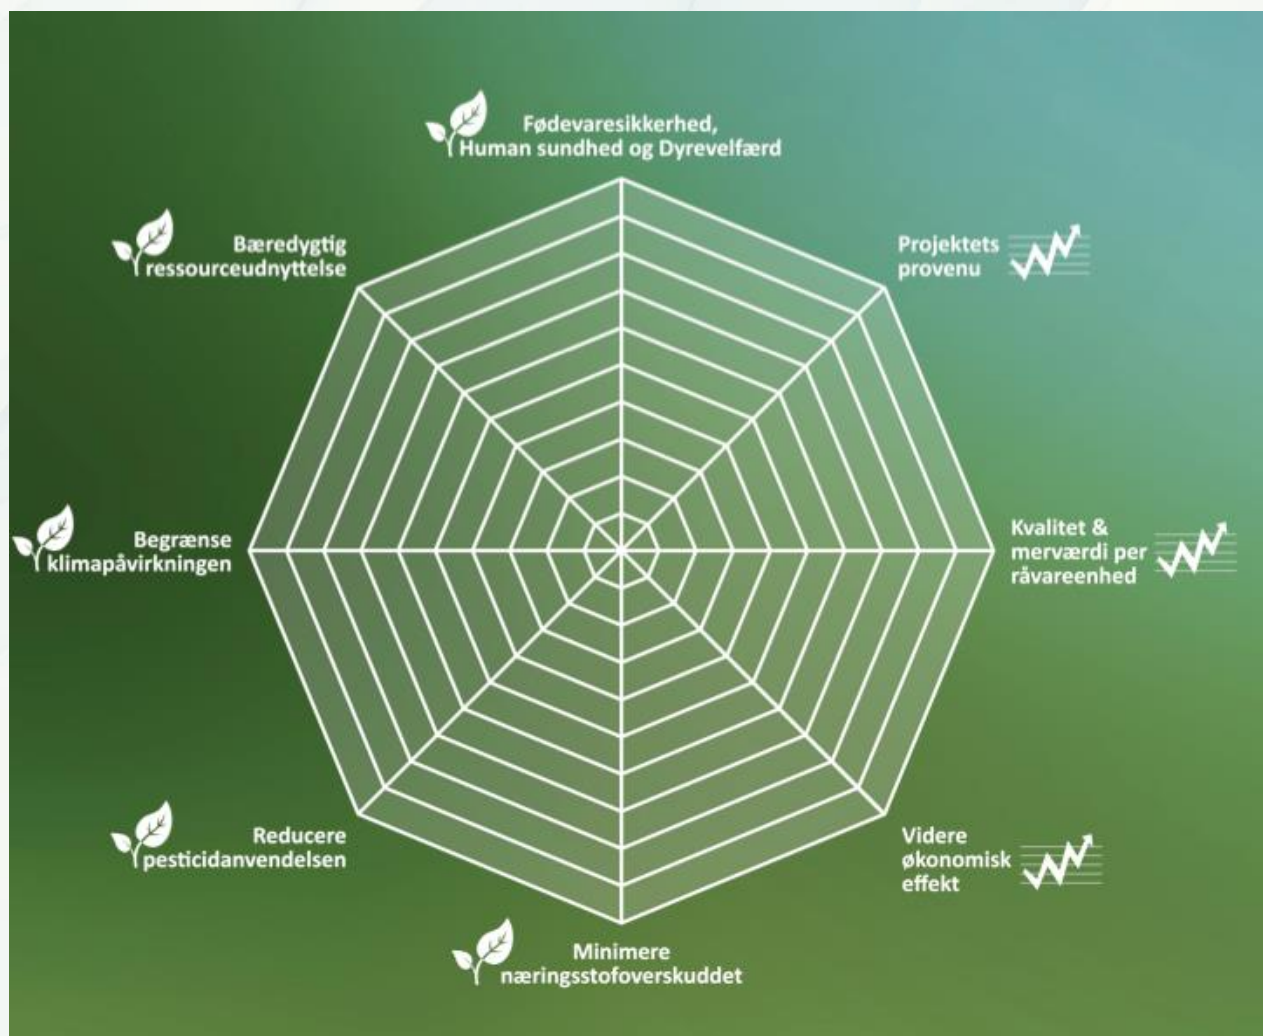 Fødevaresikkerhed,
Human sundhed og Dyrevelfærd
Projektets
provenu
Kvalitet &
merværdi per
råvareenhed
Videre
økonomisk
effekt
Minimere
næringsstofoverskuddet
Reducere
pesticidanvendelsen
Begrænse
klimapåvirkningen
Bæredygtig
ressourceudnyttelse